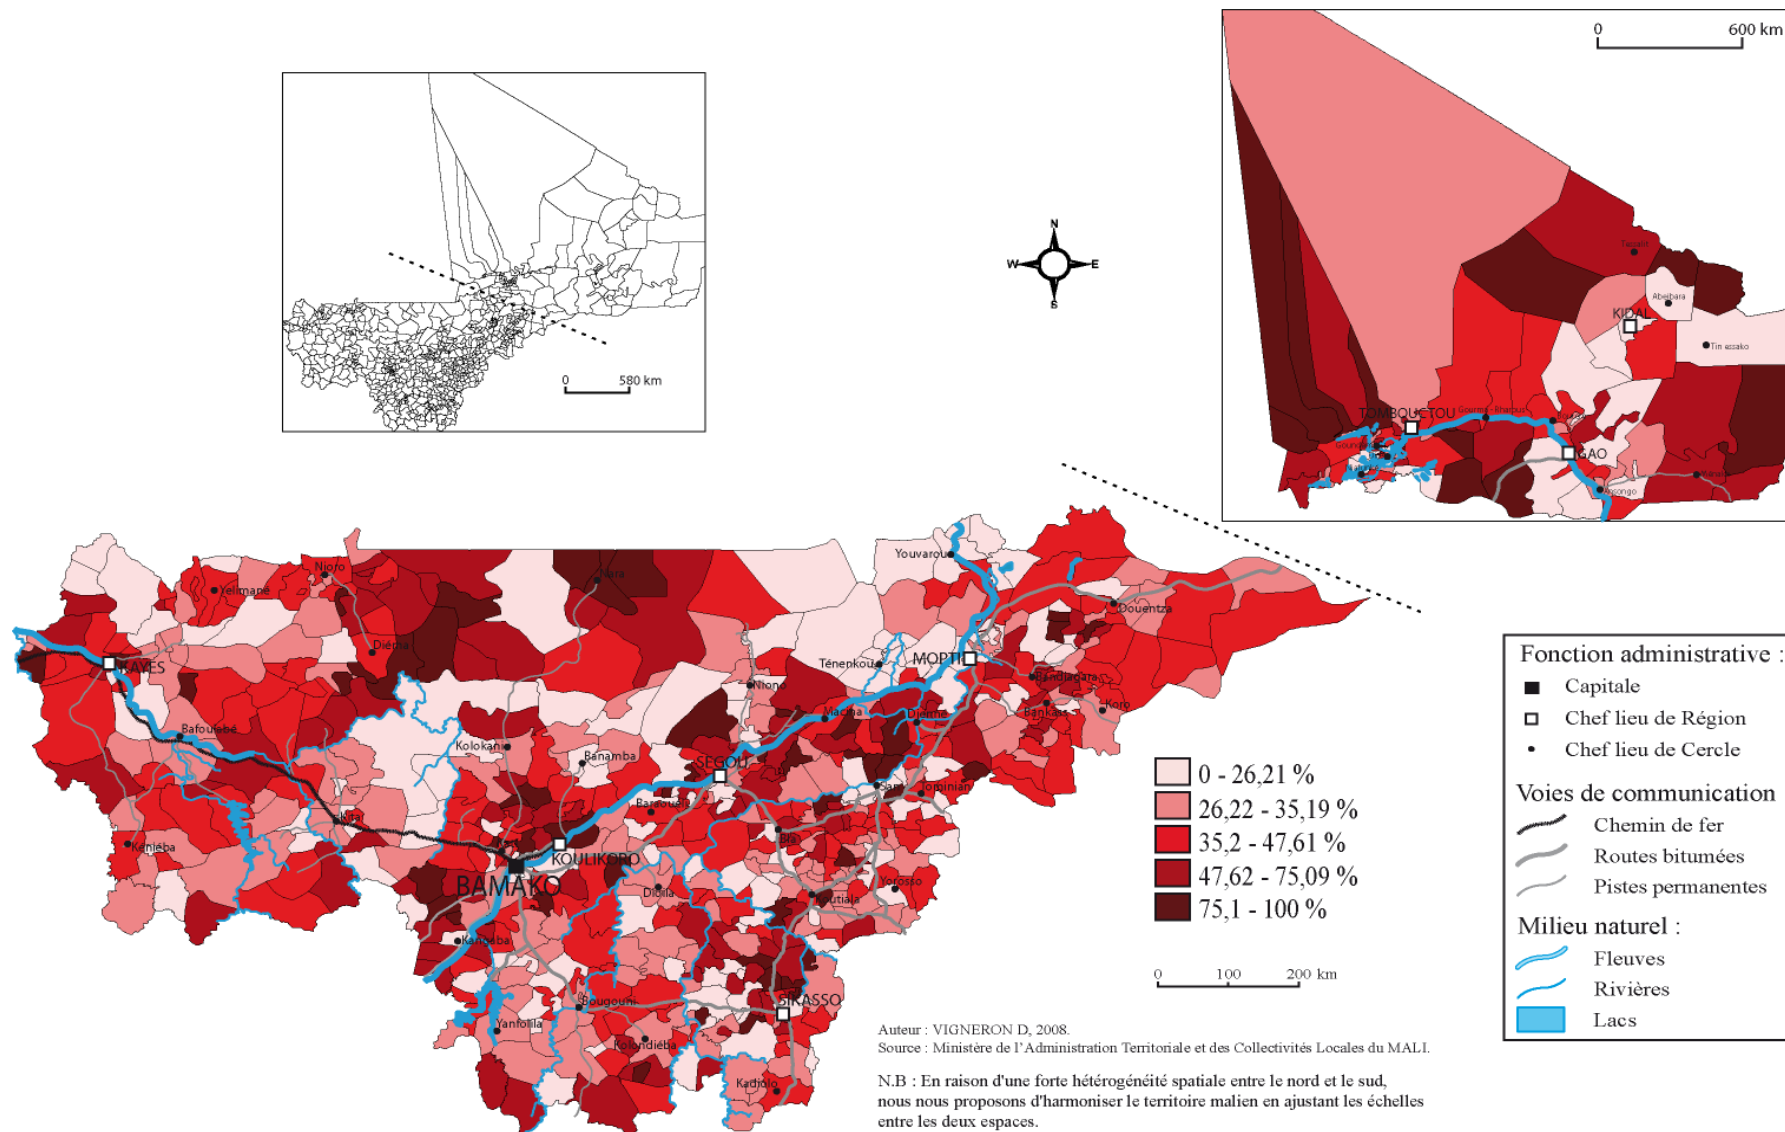 0 600 km
Tessalit
Abeibara
KIDAL
Tin essako
TOMBOUCTOU
Gourma - Rharous
GAO
Ansongo
0 580 km
N
W E
S
Youvarou
Nioro
Yélimané
Nara
Douentza
Diéma
KAYES
Ténenkou
MOPTI
Bandiagara
Niono
Bankass
Koro
Macina
Djenné
Bafoulabé
Kolokani
Banamba
SEGOU
San
Tominian
Baraouéli
Kita
Bla
Kéniéba
KOULIKORO
BAMAKO
Dioila
Yorosso
Koutiala
Kangaba
Bougouni
SIKASSO
Yanfolila
Kolondiéba
Kadiolo
0 - 26,21 %
26,22 - 35,19 %
35,2 - 47,61 %
47,62 - 75,09 %
75,1 - 100 %
0 100 200 km
Fonction administrative :
Capitale
Chef lieu de Région
Chef lieu de Cercle
Voies de communication
Chemin de fer
Routes bitumées
Pistes permanentes
Milieu naturel :
Fleuves
Rivières
Lacs
Auteur : VIGNERON D, 2008.
Source : Ministère de l'Administration Territoriale et des Collectivités Locales du MALI.
N.B : En raison d'une forte hétérogénéité spatiale entre le nord et le sud,
nous nous proposons d'harmoniser le territoire malien en ajustant les échelles
entre les deux espaces.